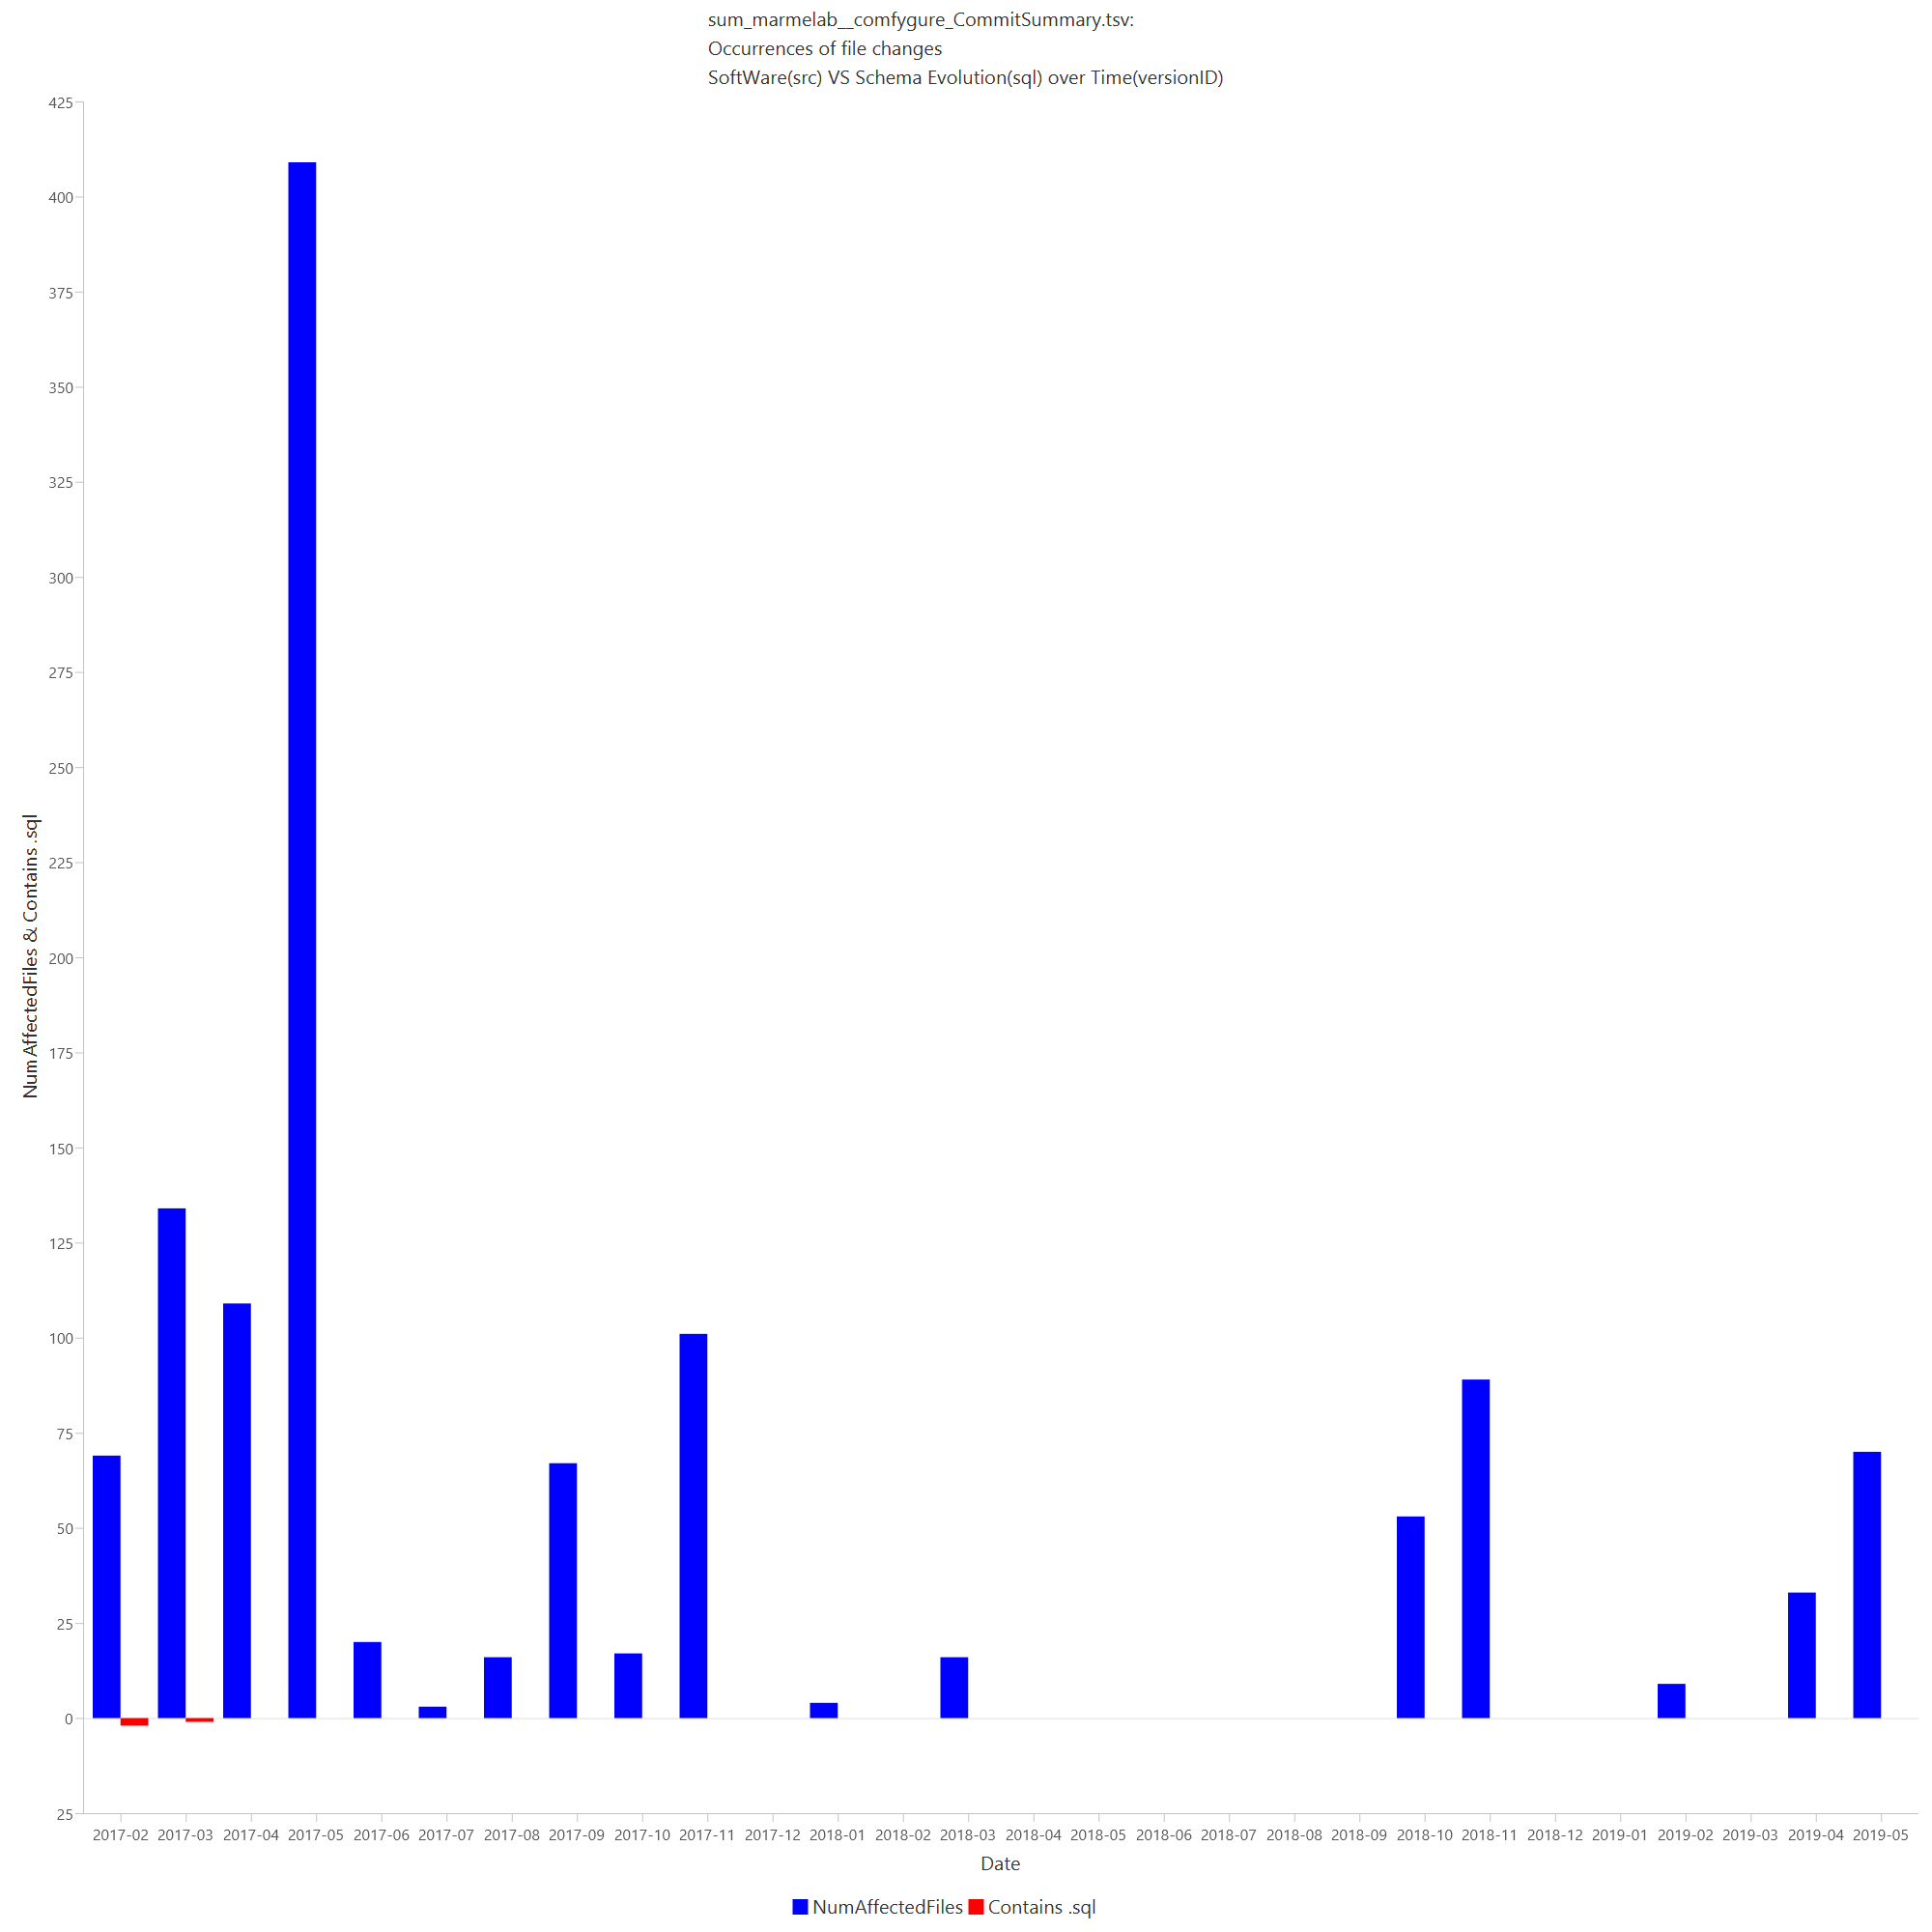 sum_marmelab__comfygure_CommitSummary.tsv:
Occurrences of file changes
SoftWare(src) VS Schema Evolution(sql) over Time(versionID)
425
400
375
350
325
300
275
250
225
200
175
150
125
100
75
50
25
0
25
Num AffectedFiles & Contains .sql
2017-02 2017-03 2017-04 2017-05 2017-06 2017-07 2017-08 2017-09 2017-10 2017-11 2017-12 2018-01 2018-02 2018-03 2018-04 2018-05 2018-06 2018-07 2018-08 2018-09 2018-10 2018-11 2018-12 2019-01 2019-02 2019-03 2019-04 2019-05
Date
NumAffectedFiles Contains .sql